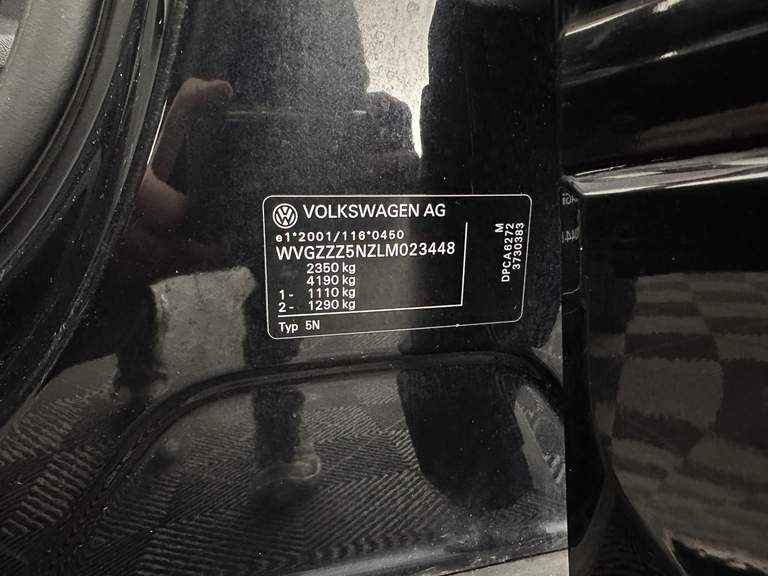 VOLKSWAGEN AG
e1*2001/116*0450
WVGZZZ5NZLM023448
2350 kg
4190 kg
1- 1110 kg
2- 1290 kg
Typ 5N
M
DPCA6272
3730383